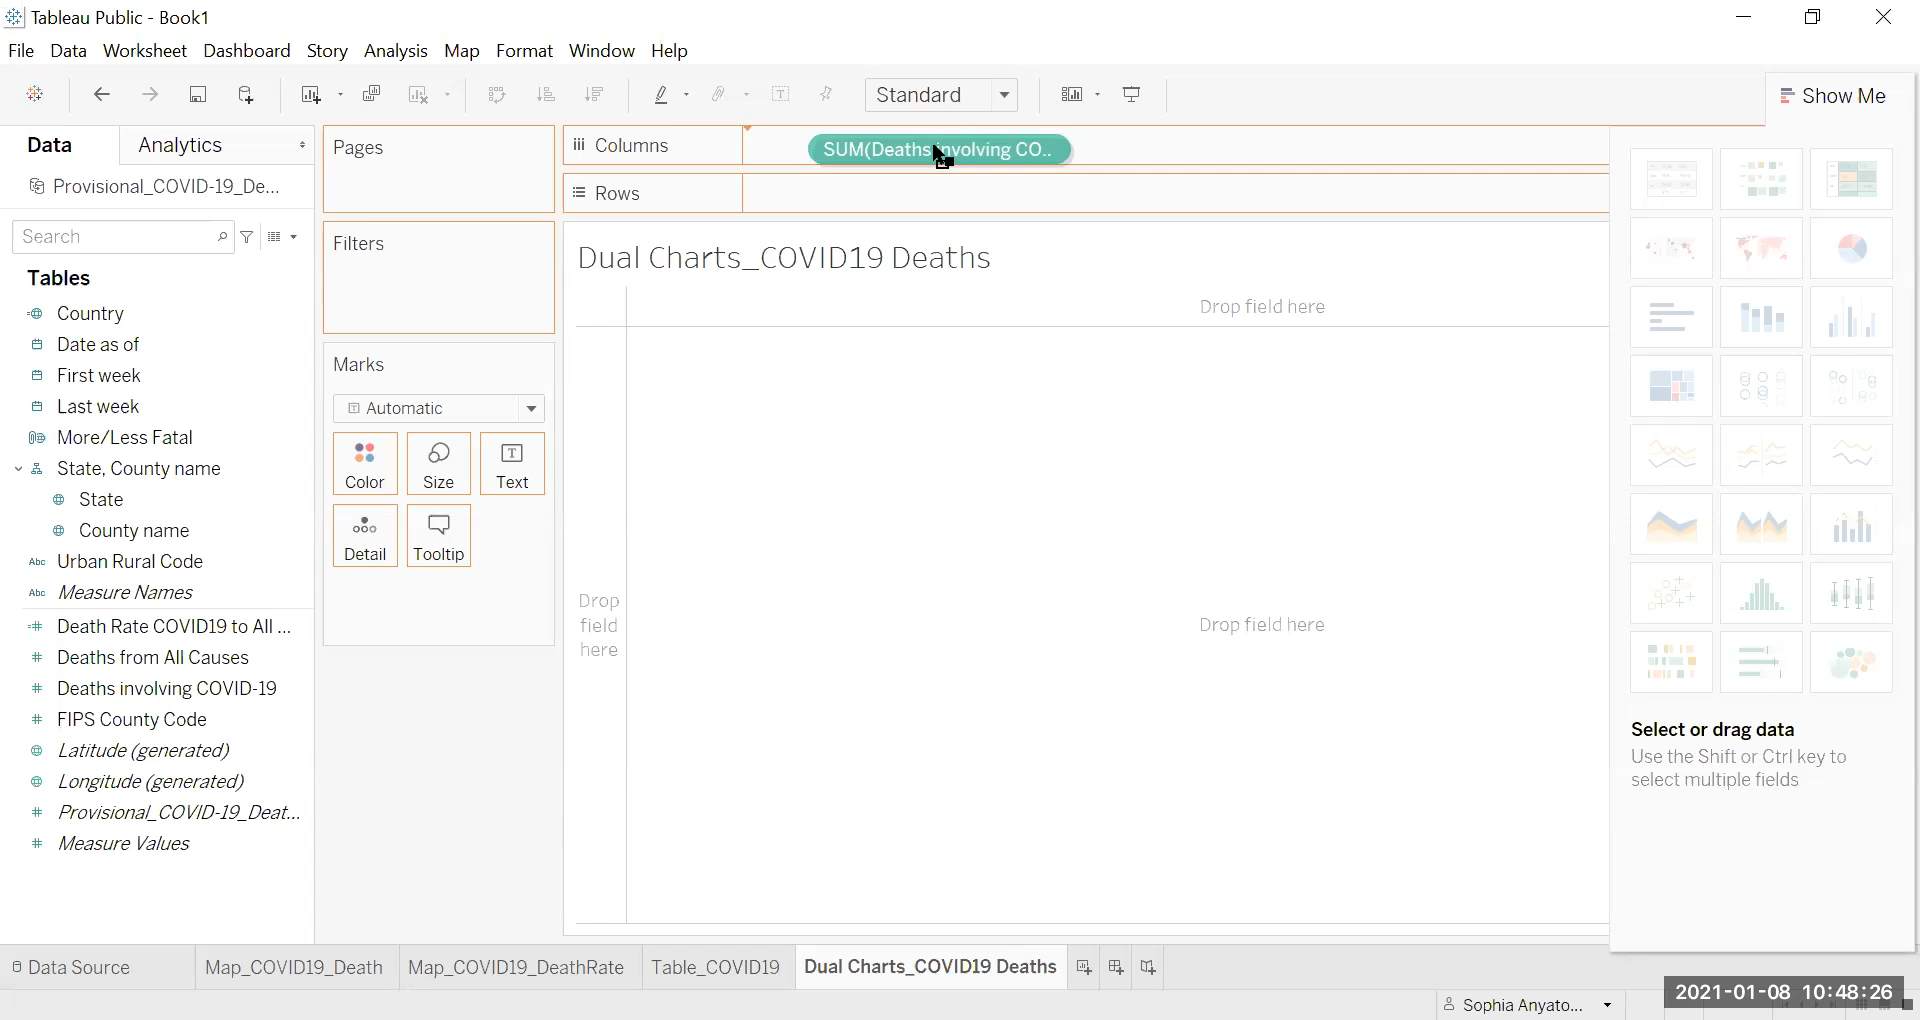 Tableau Public - Book1
File Data Worksheet Dashboard Story Analysis Map Format Window Help
Standard
Show Me
Data
Analytics
Pages
Columns
SUM(Deaths involving CO..
Provisional_COVID-19_De...
Rows
Search
Filters
Dual Charts_COVID19 Deaths
Tables
Country
Drop field here
Date as of
First week
Marks
Last week
Automatic
More/Less Fatal
State, County name
Color
Size
Text
State
County name
Detail
Tooltip
Abc Urban Rural Code
Abc Measure Names
Drop
field
here
Drop field here
Death Rate COVID19 to All ...
Deaths from All Causes
Deaths involving COVID-19
FIPS County Code
Latitude (generated)
Longitude (generated)
Provisional_COVID-19_Deat...
Measure Values
Select or drag data
Use the Shift or Ctrl key to
select multiple fields
Data Source
Map_COVID19_Death
Map_COVID19_DeathRate
Table_COVID19
Dual Charts_COVID19 Deaths
Sophia Anyato...
2021-01-08 10:48:26